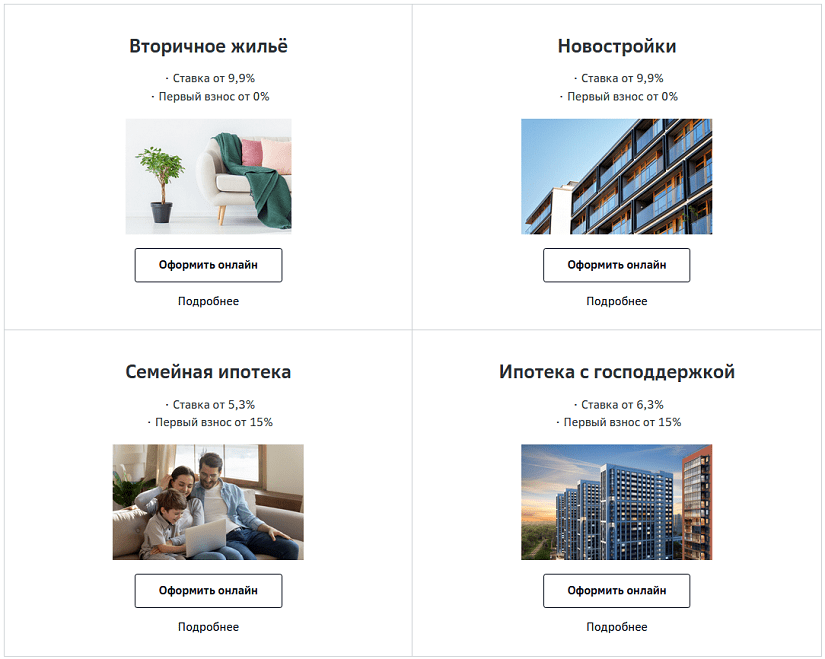 Вторичное жильё
· Ставка от 9,9%
· Первый взнос от 0%
Оформить онлайн
Подробнее
Новостройки
· Ставка от 9,9%
· Первый взнос от 0%
Оформить онлайн
Подробнее
Семейная ипотека
· Ставка от 5,3%
· Первый взнос от 15%
Оформить онлайн
Подробнее
Ипотека с господдержкой
· Ставка от 6,3%
· Первый взнос от 15%
Оформить онлайн
Подробнее